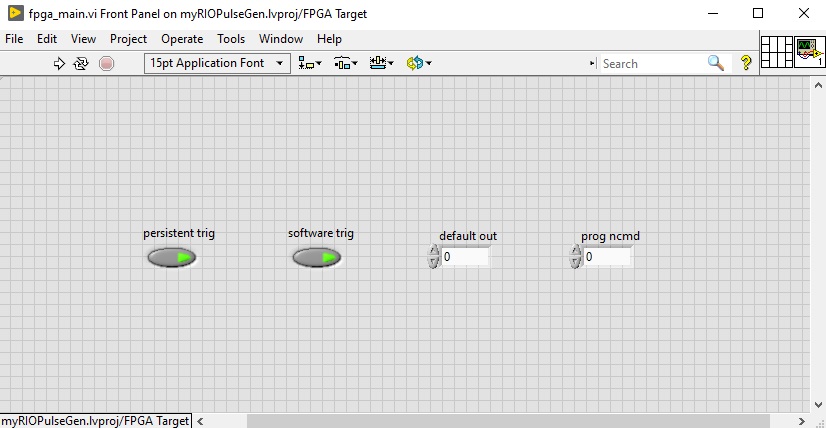 fpga_main.vi Front Panel on myRIOPulseGen.lvproj/FPGA Target
File Edit View Project Operate Tools Window Help
15pt Application Font Search ? 1
persistent trig software trig default out prog ncmd
0 0
myRIOPulseGen.lvproj/FPGA Target